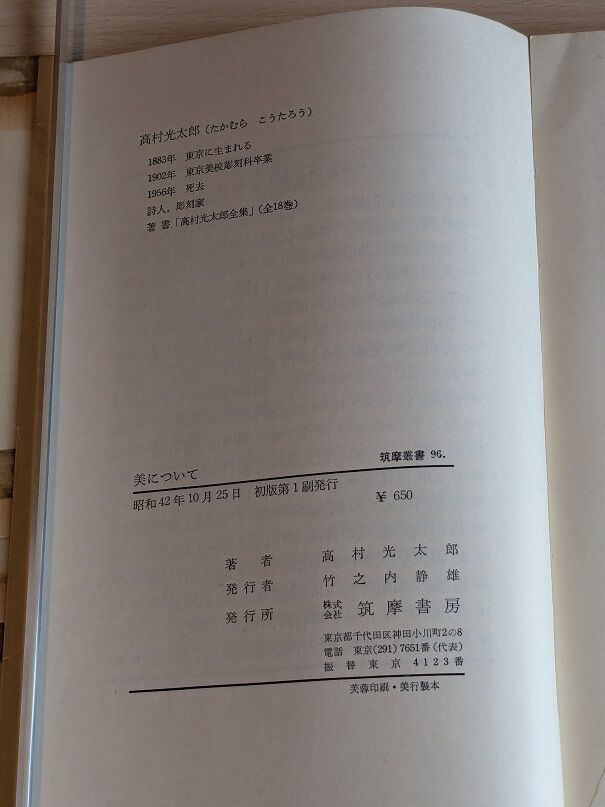 高村光太郎（たかむら　こうたろう）
1883年　東京に生まれる
1902年　東京美校彫刻科卒業
1956年　死去
詩人，彫刻家
著書「高村光太郎全集」（全18巻）
美について
筑摩叢書 96.
昭和42年10月25日　初版第1刷発行
¥ 650
著者　高村光太郎
発行者　竹之内静雄
発行所　株式会社　筑摩書房
東京都千代田区神田小川町2の8
電話　東京(291)7651番（代表）
振替東京4123番
芙蓉印刷・美行製本